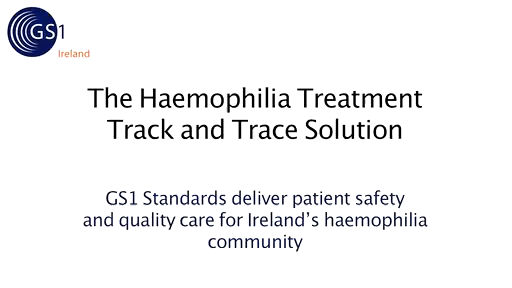 GS1
Ireland
The Haemophilia Treatment
Track and Trace Solution
GS1 Standards deliver patient safety
and quality care for Ireland’s haemophilia
community